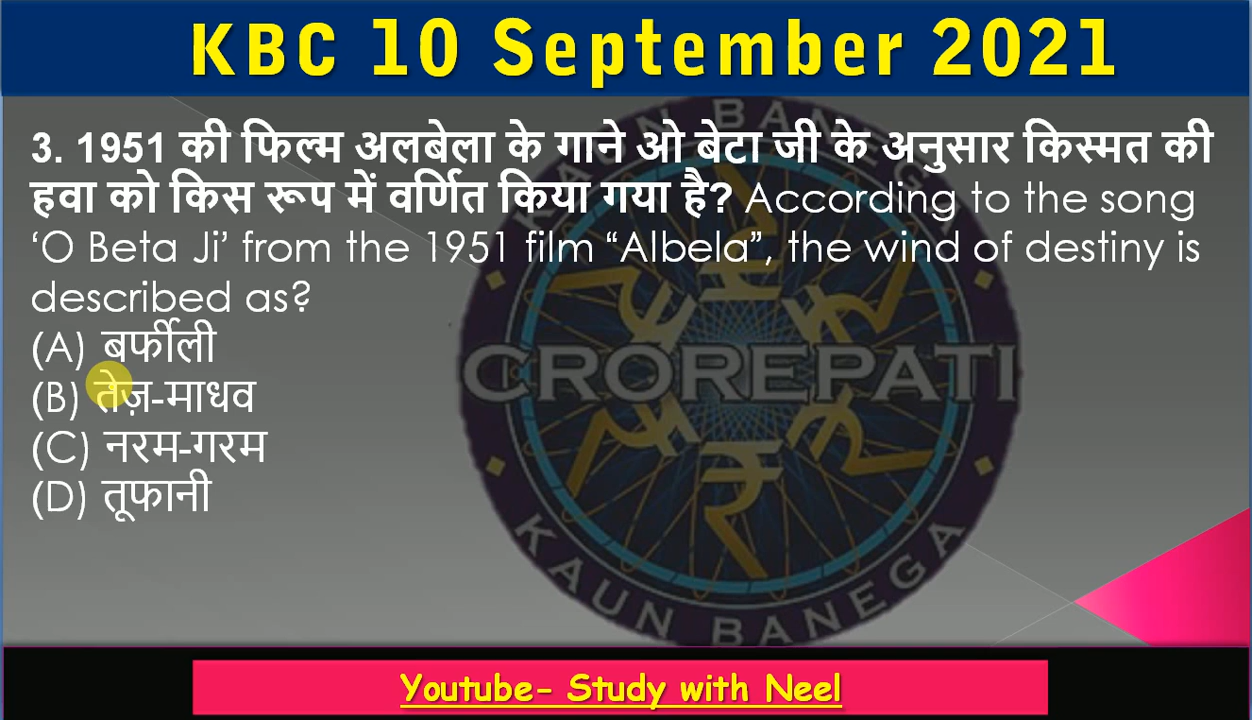 KBC 10 September 2021
3. 1951 की फिल्म अलबेला के गाने ओ बेटा जी के अनुसार किस्मत की
हवा को किस रूप में वर्णित किया गया है? According to the song
‘O Beta Ji’ from the 1951 film “Albela”, the wind of destiny is
described as?
(A) बर्फीली
(B) तेज़-माधव
(C) नरम-गरम
(D) तूफानी
KAUN BANEGA
CROREPATI
KAUN BANEGA
Youtube- Study with Neel